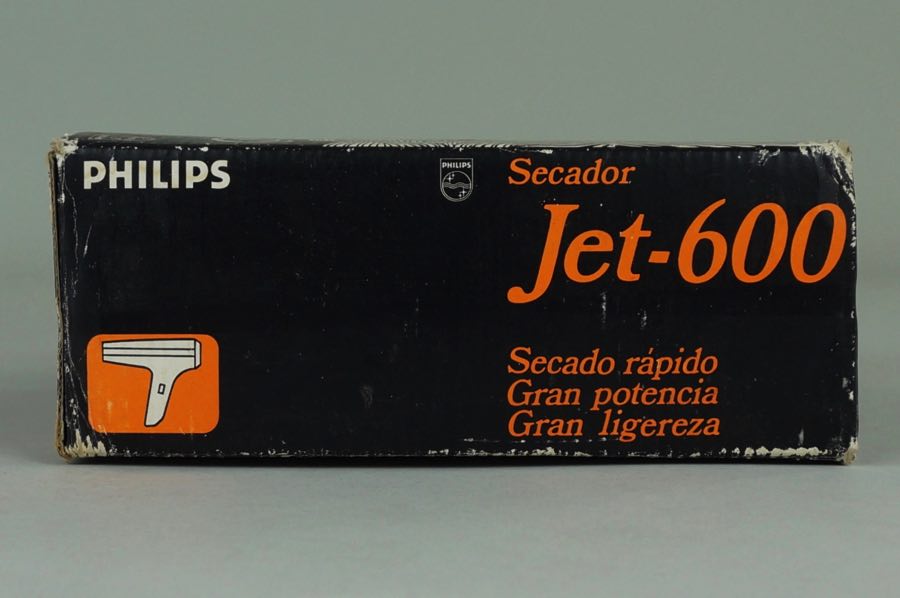 PHILIPS
PHILIPS
Secador
Jet-600
Secado rápido
Gran potencia
Gran ligereza